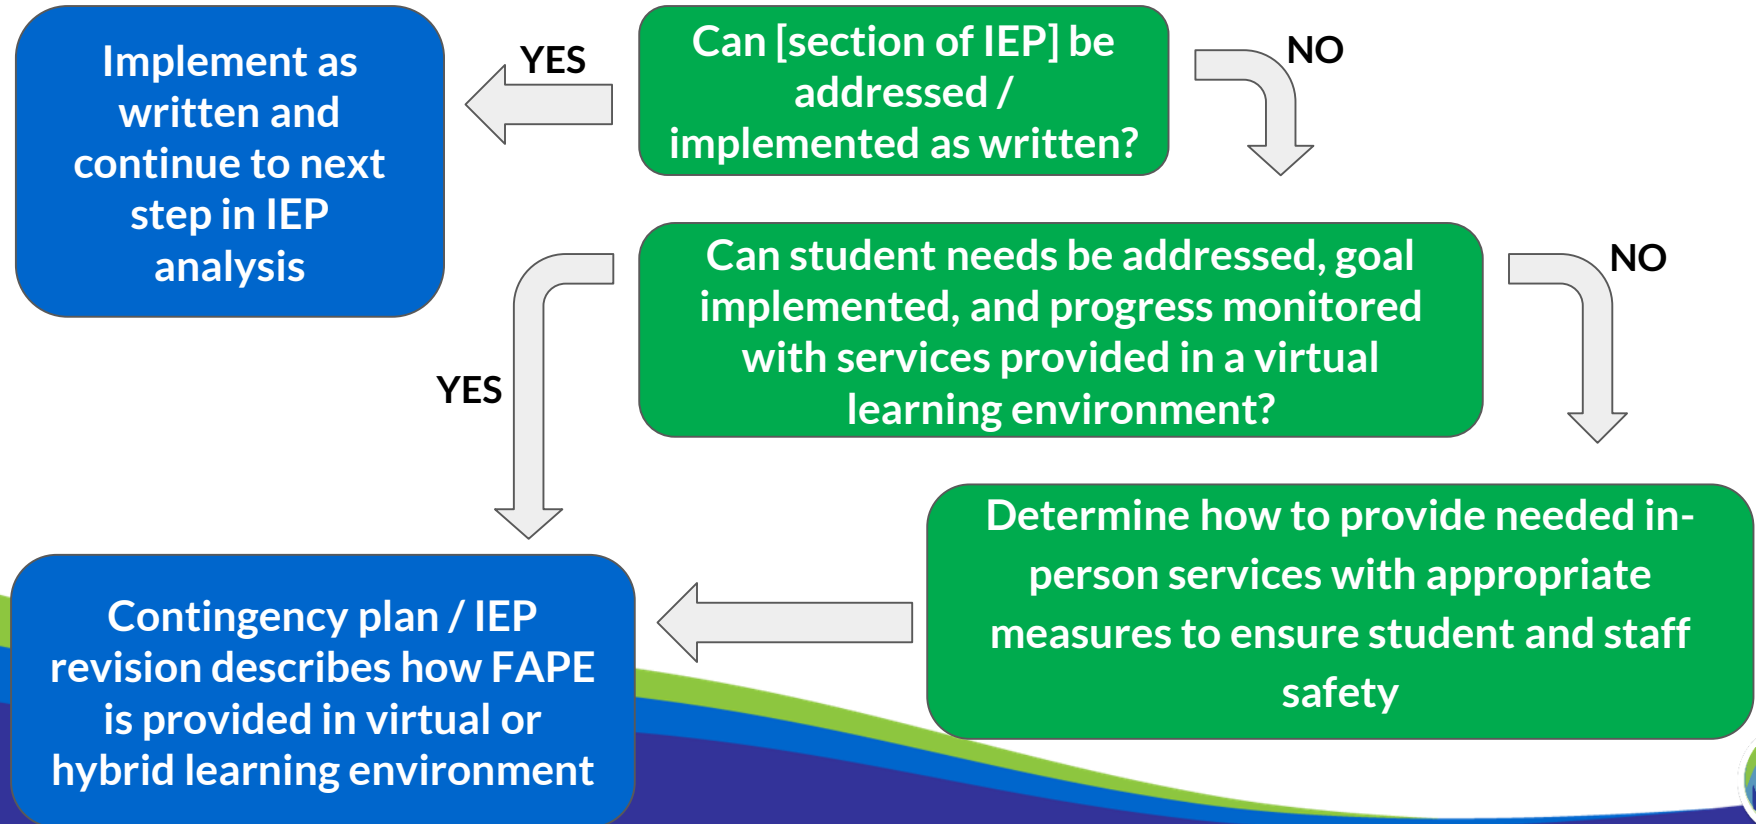 Implement as
written and
continue to next
step in IEP
analysis
YES
Can [section of IEP] be
addressed /
implemented as written?
NO
Can student needs be addressed, goal
implemented, and progress monitored
with services provided in a virtual
learning environment?
NO
YES
Determine how to provide needed in-
person services with appropriate
measures to ensure student and staff
safety
Contingency plan / IEP
revision describes how FAPE
is provided in virtual or
hybrid learning environment